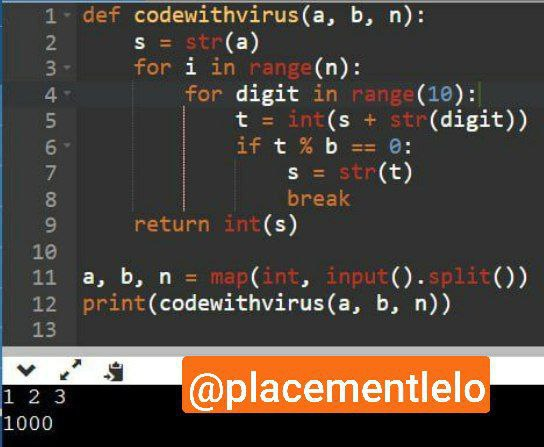 1 def codewithvirus(a, b, n):
2     s = str(a)
3     for i in range(n):
4         for digit in range(10):
5             t = int(s + str(digit))
6             if t % b == 0:
7                 s = str(t)
8                 break
9     return int(s)
10
11 a, b, n = map(int, input().split())
12 print(codewithvirus(a, b, n))
13
@placementlelo
1 2 3
1000